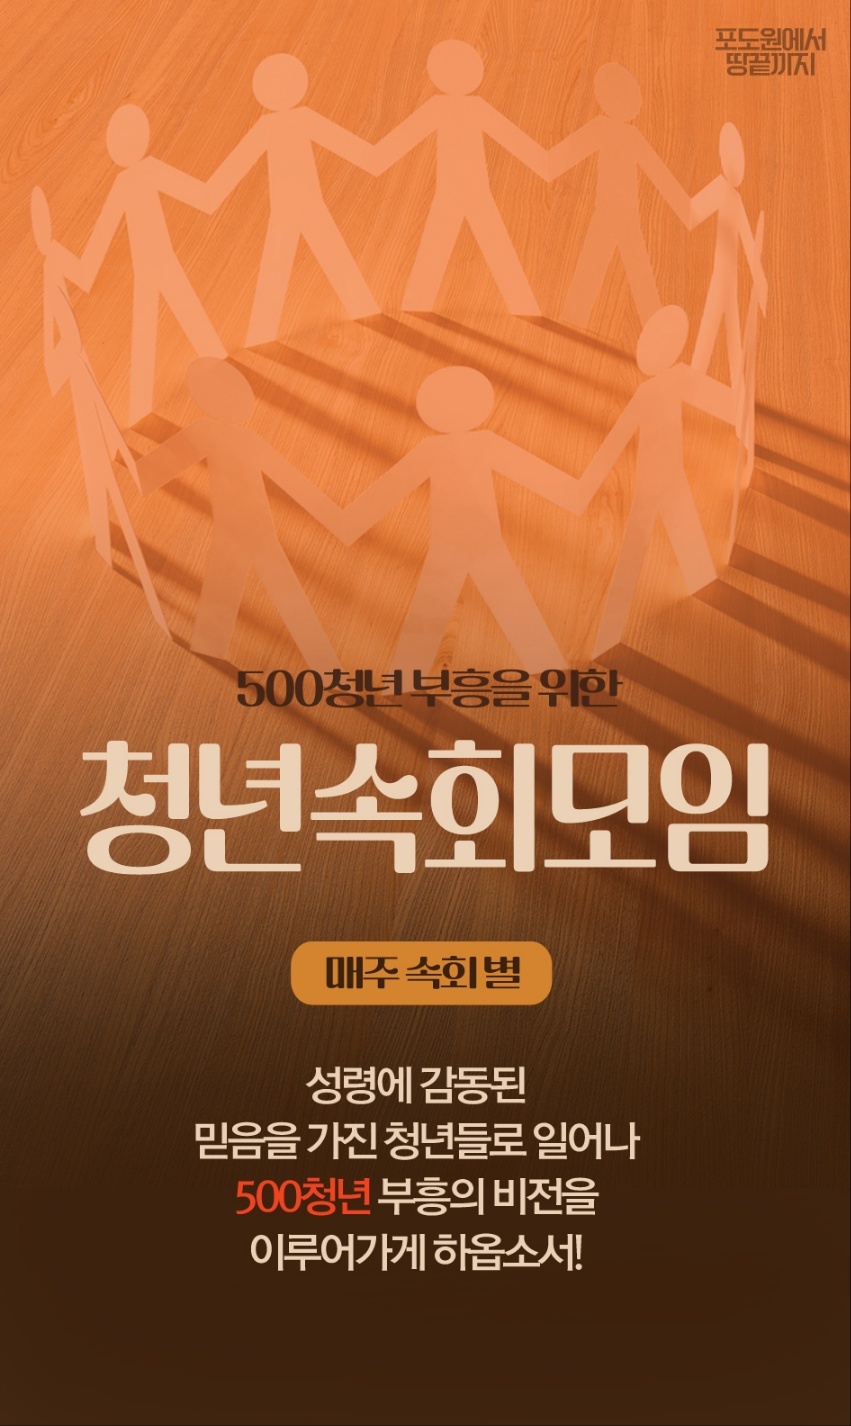 포도원에서
땅끝까지
500청년 부흥을 위한
청년속회모임
매주 속회 별
성령에 감동된
믿음을 가진 청년들로 일어나
500청년 부흥의 비전을
이루어가게 하옵소서!